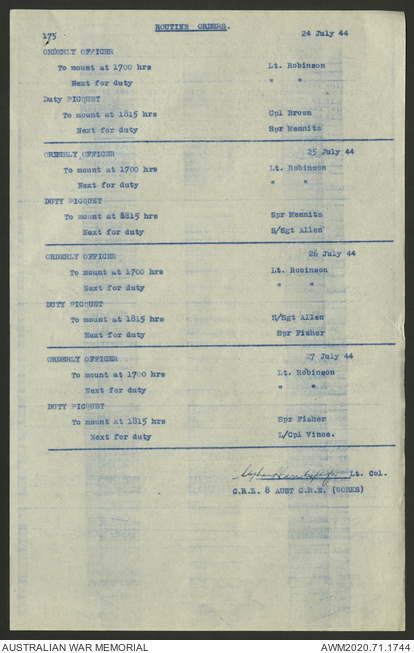 ROUTINE ORDERS.
175 24 July 44
ORDERLY OFFICER
To mount at 1700 hrs Lt. Robinson
Next for duty " "
Duty PICQUET
To mount at 1815 hrs Cpl Brown
Next for duty Spr Mennitz
ORDERLY OFFICER 25 July 44
To mount at 1700 hrs Lt. Robinson
Next for duty " "
DUTY PICQUET
To mount at 1815 hrs Spr Mennitz
Next for duty S/Sgt Allen
ORDERLY OFFICER 26 July 44
To mount at 1700 hrs Lt. Robinson
Next for duty " "
DUTY PICQUET
To mount at 1815 hrs S/Sgt Allen
Next for duty Spr Fisher
ORDERLY OFFICER 27 July 44
To mount at 1700 hrs Lt. Robinson
Next for duty " "
DUTY PICQUET
To mount at 1815 hrs Spr Fisher
Next for duty L/Cpl Vince.
Lt. Col.
C.R.E. 8 AUST C.R.E. (WORKS)
AUSTRALIAN WAR MEMORIAL AWM2020.71.1744